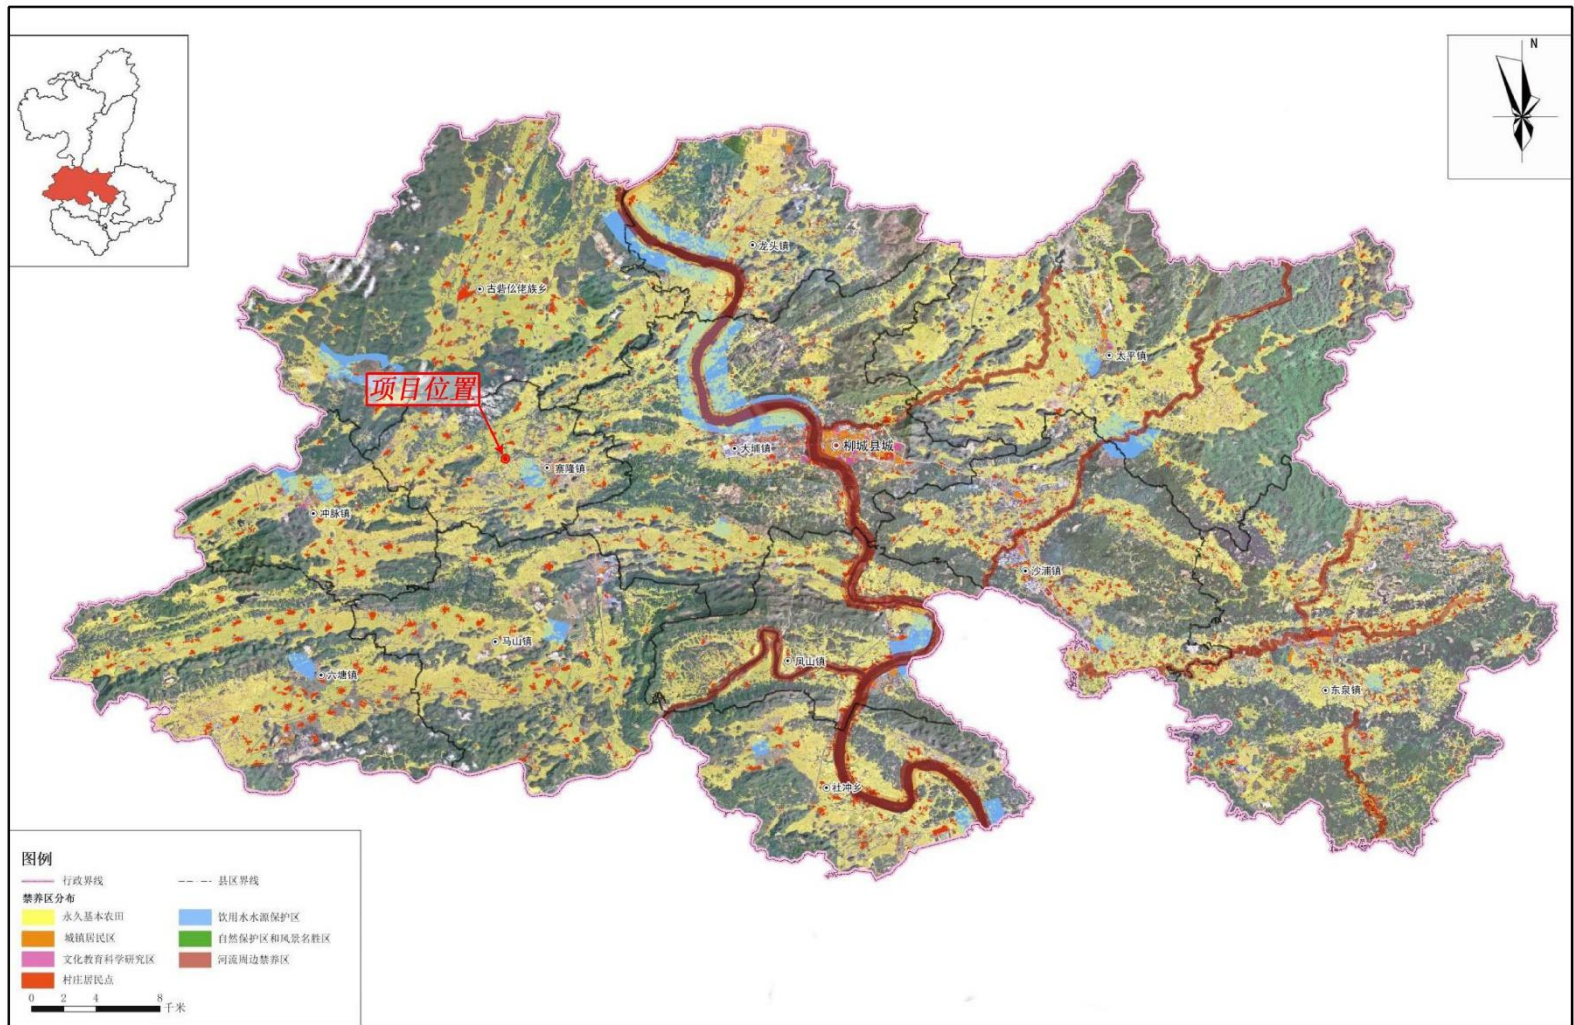 N
龙头镇
古砦仫佬族乡
太平镇
项目位置
柳城县城
大埔镇
寨隆镇
冲脉镇
沙浦镇
马山镇
凤山镇
六塘镇
东泉镇
社冲乡
图例
行政界线
县区界线
禁养区分布
永久基本农田
饮用水水源保护区
城镇居民区
自然保护区和风景名胜区
文化教育科学研究区
河流周边禁养区
村庄居民点
0 2 4 8
千米